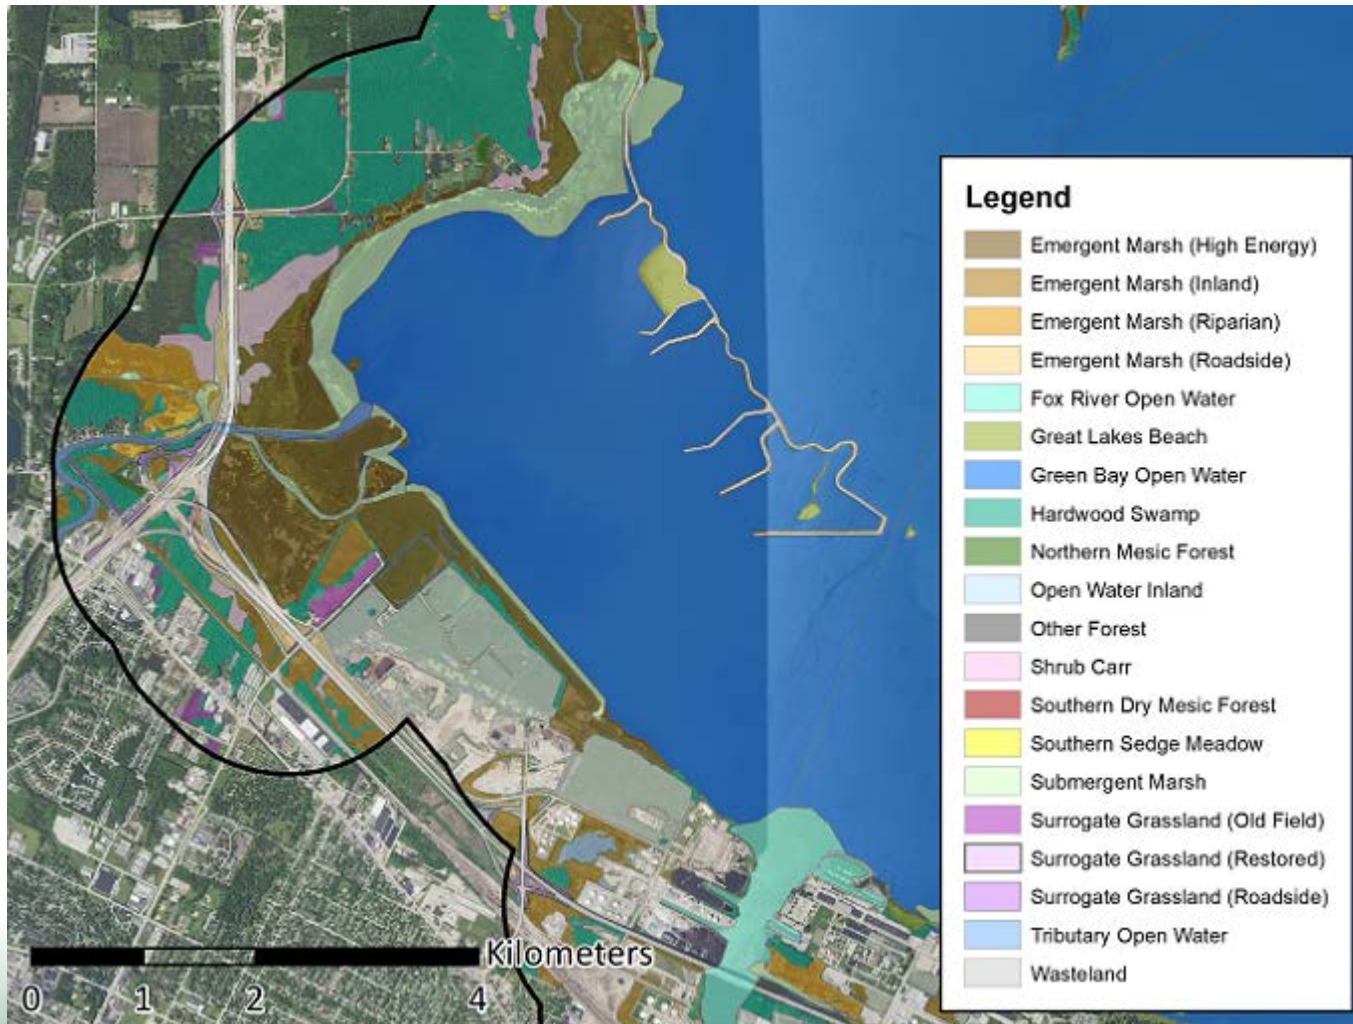 Legend
Emergent Marsh (High Energy)
Emergent Marsh (Inland)
Emergent Marsh (Riparian)
Emergent Marsh (Roadside)
Fox River Open Water
Great Lakes Beach
Green Bay Open Water
Hardwood Swamp
Northern Mesic Forest
Open Water Inland
Other Forest
Shrub Carr
Southern Dry Mesic Forest
Southern Sedge Meadow
Submergent Marsh
Surrogate Grassland (Old Field)
Surrogate Grassland (Restored)
Surrogate Grassland (Roadside)
Tributary Open Water
Wasteland
Kilometers
0 1 2 4